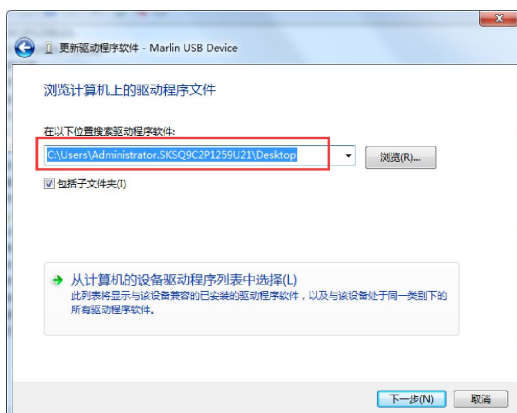 更新驱动程序软件 - Marlin USB Device
浏览计算机上的驱动程序文件
在以下位置搜索驱动程序软件:
C:\Users\Administrator.SKSQ9C2P1259U21\Desktop
浏览(R)...
包括子文件夹(I)
从计算机的设备驱动程序列表中选择(L)
此列表将显示与该设备兼容的已安装的驱动程序软件，以及与该设备处于同一类别下的
所有驱动程序软件。
下一步(N)
取消